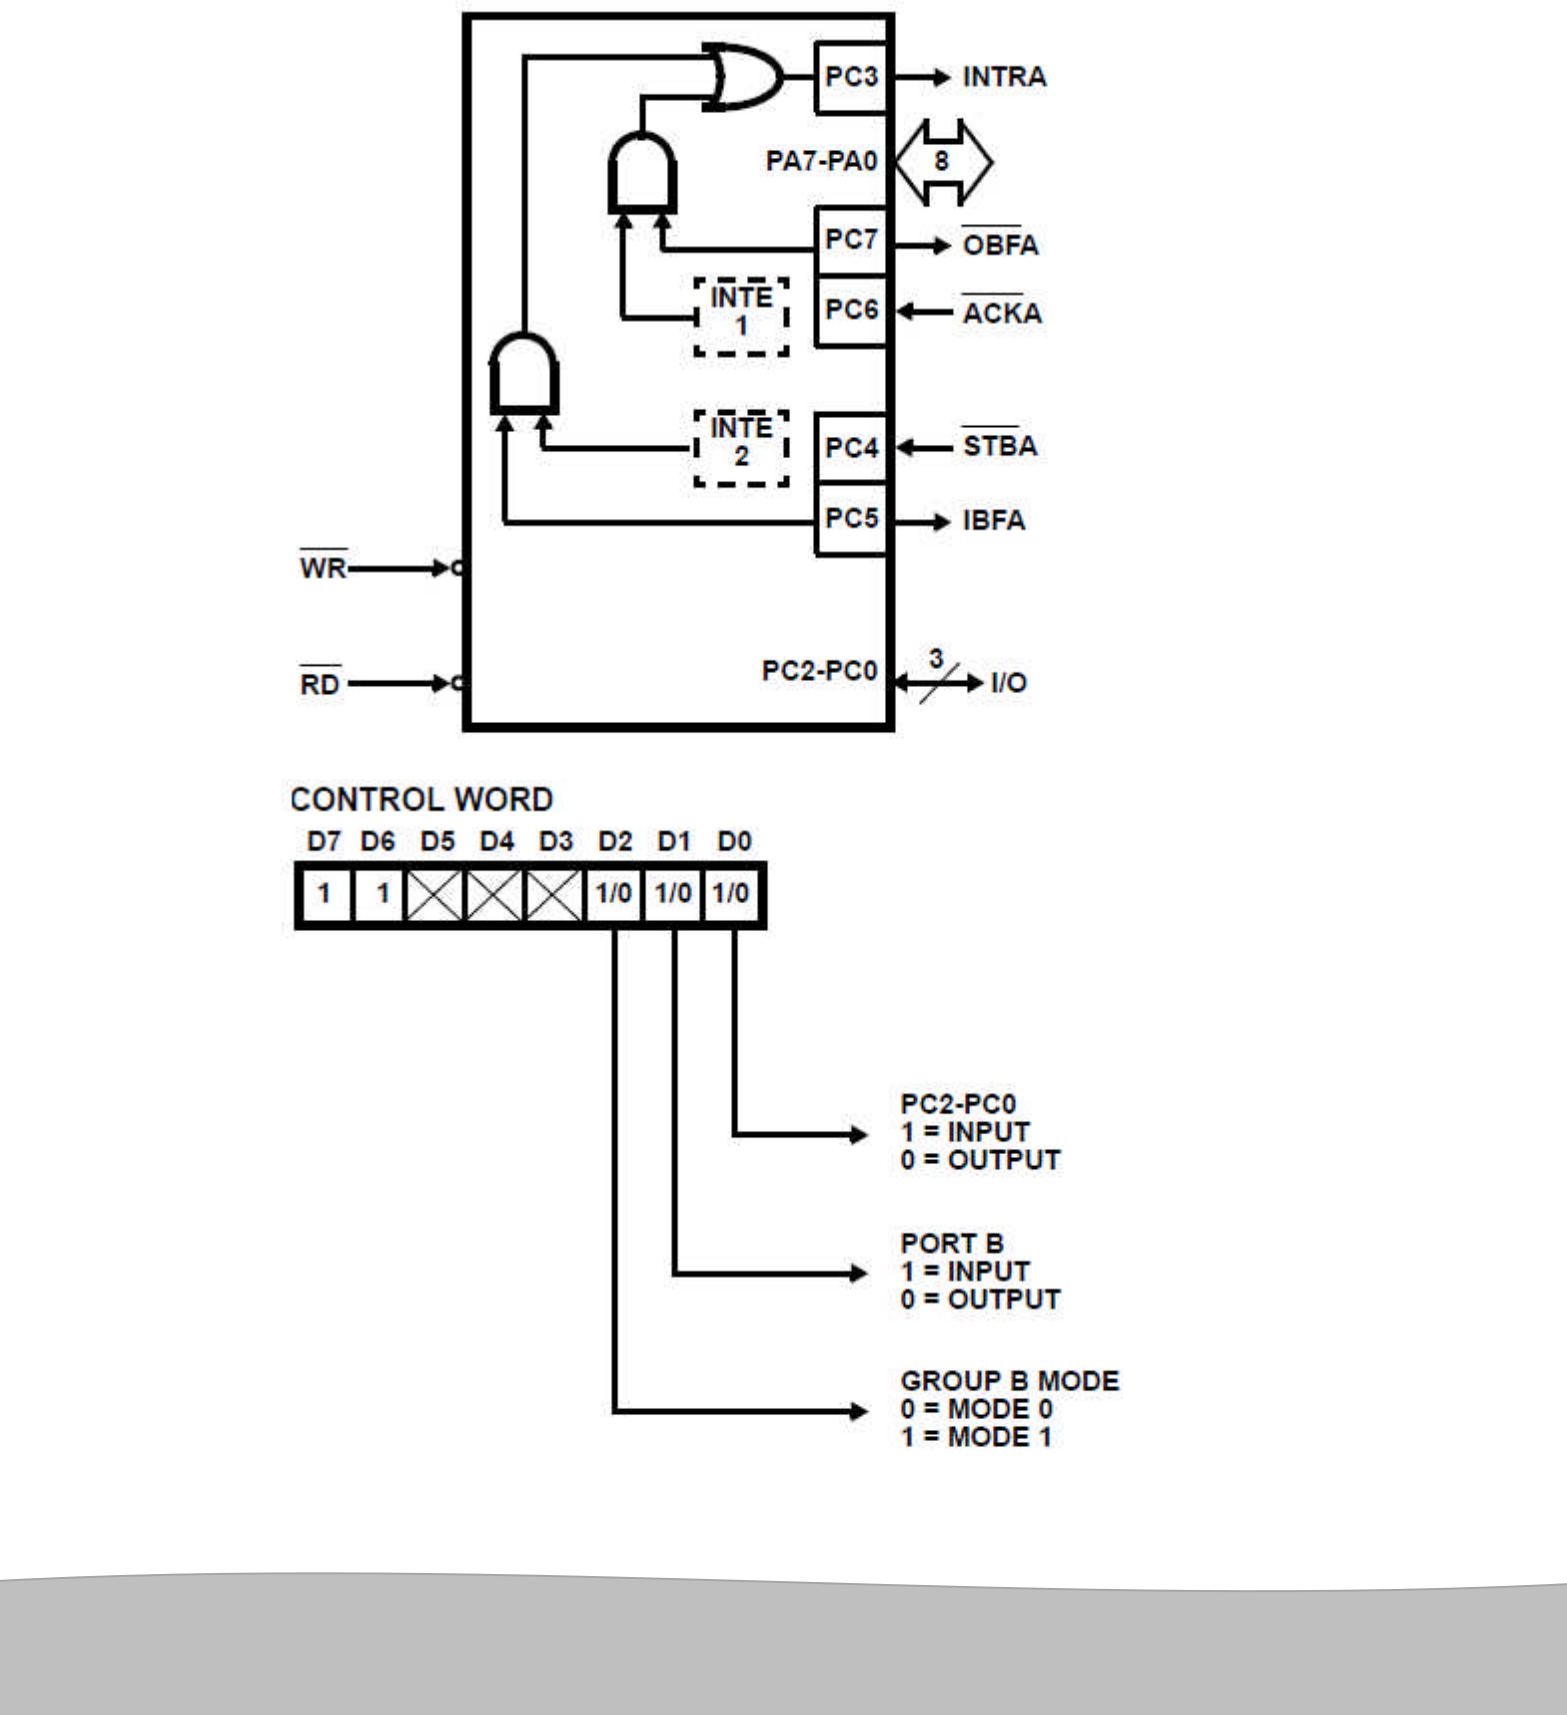 PC3 INTRA
PA7-PA0 8
PC7 OBFA
INTE
1
PC6 ACKA
INTE
2
PC4 STBA
PC5 IBFA
WR
PC2-PC0 3 I/O
RD
CONTROL WORD
D7 D6 D5 D4 D3 D2 D1 D0
1 1 1/0 1/0 1/0
PC2-PC0
1 = INPUT
0 = OUTPUT
PORT B
1 = INPUT
0 = OUTPUT
GROUP B MODE
0 = MODE 0
1 = MODE 1